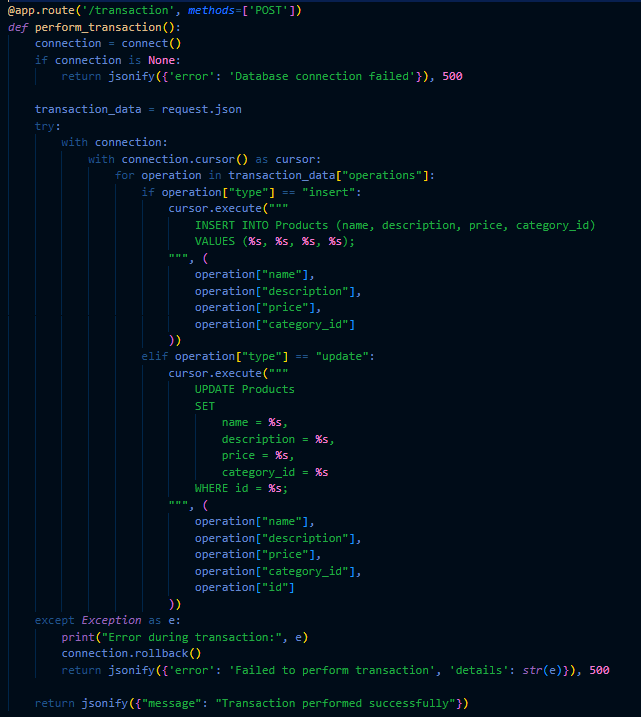 @app.route('/transaction', methods=['POST'])
def perform_transaction():
    connection = connect()
    if connection is None:
        return jsonify({'error': 'Database connection failed'}), 500

    transaction_data = request.json
    try:
        with connection:
            with connection.cursor() as cursor:
                for operation in transaction_data["operations"]:
                    if operation["type"] == "insert":
                        cursor.execute("""
                            INSERT INTO Products (name, description, price, category_id)
                            VALUES (%s, %s, %s, %s);
                        """, (
                            operation["name"],
                            operation["description"],
                            operation["price"],
                            operation["category_id"]
                        ))
                    elif operation["type"] == "update":
                        cursor.execute("""
                            UPDATE Products
                            SET
                                name = %s,
                                description = %s,
                                price = %s,
                                category_id = %s
                            WHERE id = %s;
                        """, (
                            operation["name"],
                            operation["description"],
                            operation["price"],
                            operation["category_id"],
                            operation["id"]
                        ))
    except Exception as e:
        print("Error during transaction:", e)
        connection.rollback()
        return jsonify({'error': 'Failed to perform transaction', 'details': str(e)}), 500

    return jsonify({"message": "Transaction performed successfully"})